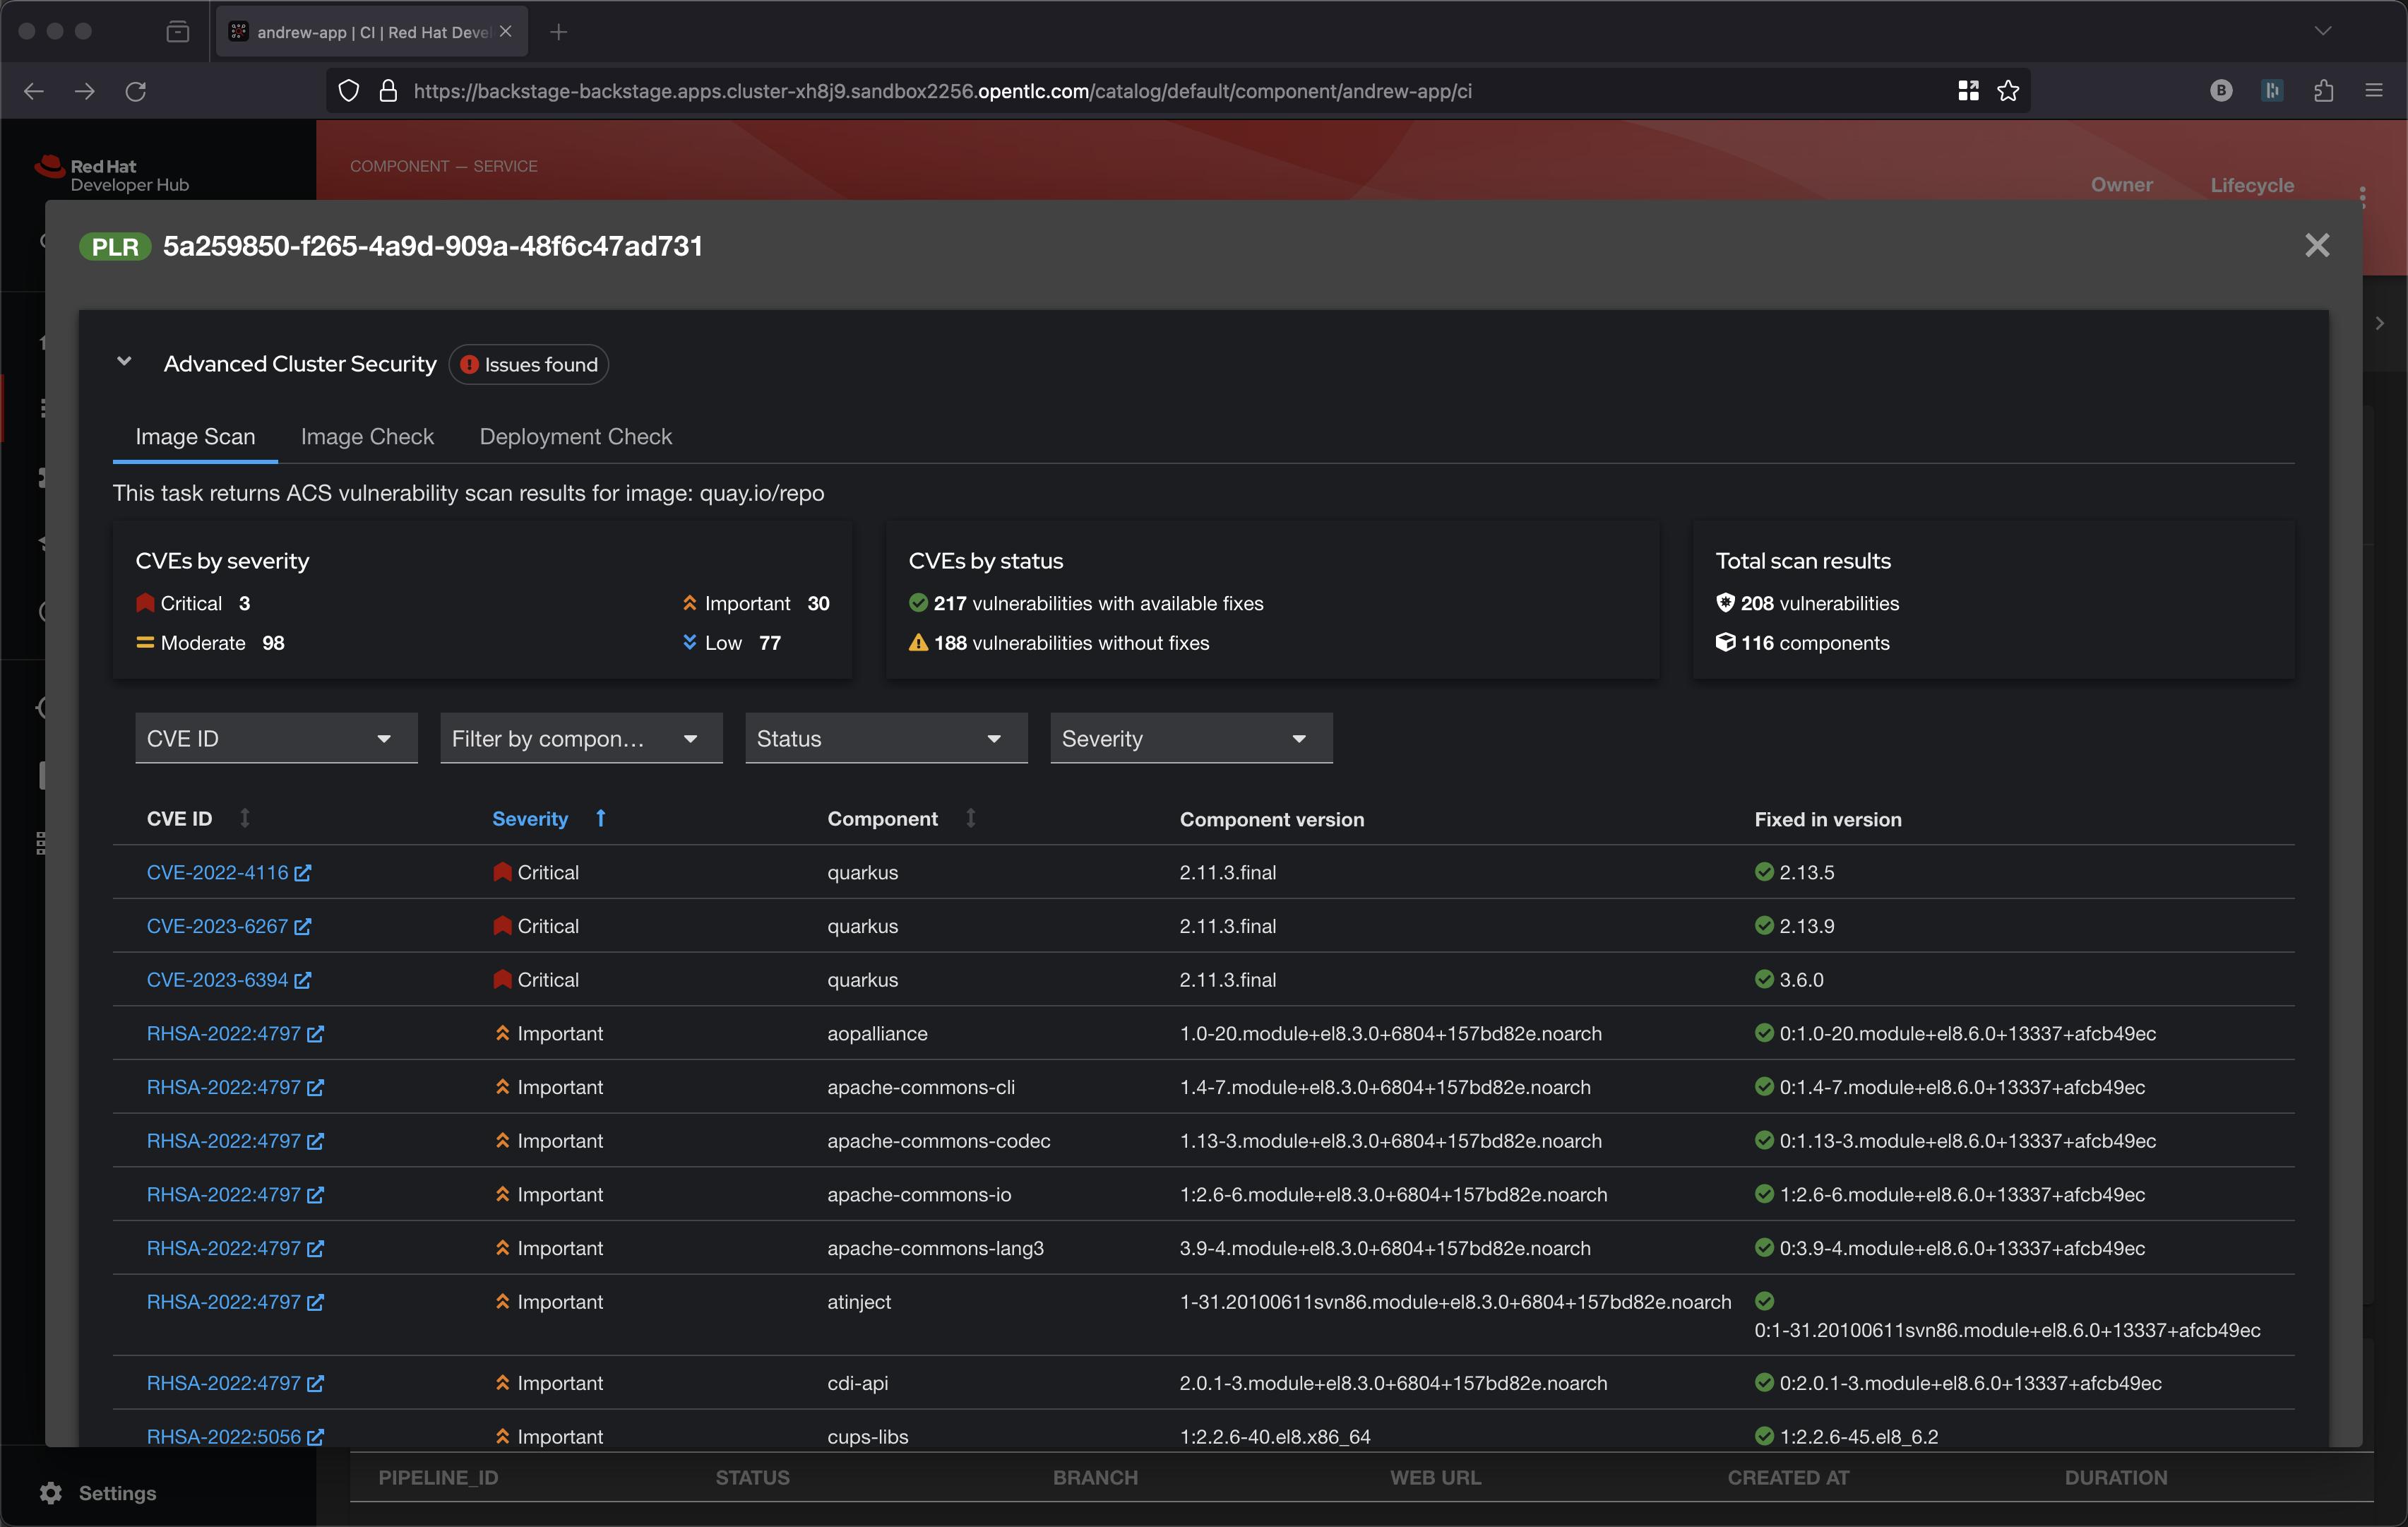 andrew-app | CI | Red Hat Deve
https://backstage-backstage.apps.cluster-xh8j9.sandbox2256.opentlc.com/catalog/default/component/andrew-app/ci
B
Red Hat
Developer Hub
COMPONENT — SERVICE
Owner
Lifecycle
PLR 5a259850-f265-4a9d-909a-48f6c47ad731
Advanced Cluster Security Issues found
Image Scan Image Check Deployment Check
This task returns ACS vulnerability scan results for image: quay.io/repo
CVEs by severity
Critical 3 Important 30
Moderate 98 Low 77
CVEs by status
217 vulnerabilities with available fixes
188 vulnerabilities without fixes
Total scan results
208 vulnerabilities
116 components
CVE ID Filter by compon... Status Severity
CVE ID Severity Component Component version Fixed in version
CVE-2022-4116 Critical quarkus 2.11.3.final 2.13.5
CVE-2023-6267 Critical quarkus 2.11.3.final 2.13.9
CVE-2023-6394 Critical quarkus 2.11.3.final 3.6.0
RHSA-2022:4797 Important aopalliance 1.0-20.module+el8.3.0+6804+157bd82e.noarch 0:1.0-20.module+el8.6.0+13337+afcb49ec
RHSA-2022:4797 Important apache-commons-cli 1.4-7.module+el8.3.0+6804+157bd82e.noarch 0:1.4-7.module+el8.6.0+13337+afcb49ec
RHSA-2022:4797 Important apache-commons-codec 1.13-3.module+el8.3.0+6804+157bd82e.noarch 0:1.13-3.module+el8.6.0+13337+afcb49ec
RHSA-2022:4797 Important apache-commons-io 1:2.6-6.module+el8.3.0+6804+157bd82e.noarch 1:2.6-6.module+el8.6.0+13337+afcb49ec
RHSA-2022:4797 Important apache-commons-lang3 3.9-4.module+el8.3.0+6804+157bd82e.noarch 0:3.9-4.module+el8.6.0+13337+afcb49ec
RHSA-2022:4797 Important atinject 1-31.20100611svn86.module+el8.3.0+6804+157bd82e.noarch
0:1-31.20100611svn86.module+el8.6.0+13337+afcb49ec
RHSA-2022:4797 Important cdi-api 2.0.1-3.module+el8.3.0+6804+157bd82e.noarch 0:2.0.1-3.module+el8.6.0+13337+afcb49ec
RHSA-2022:5056 Important cups-libs 1:2.2.6-40.el8.x86_64 1:2.2.6-45.el8_6.2
PIPELINE_ID STATUS BRANCH WEB URL CREATED AT DURATION
Settings